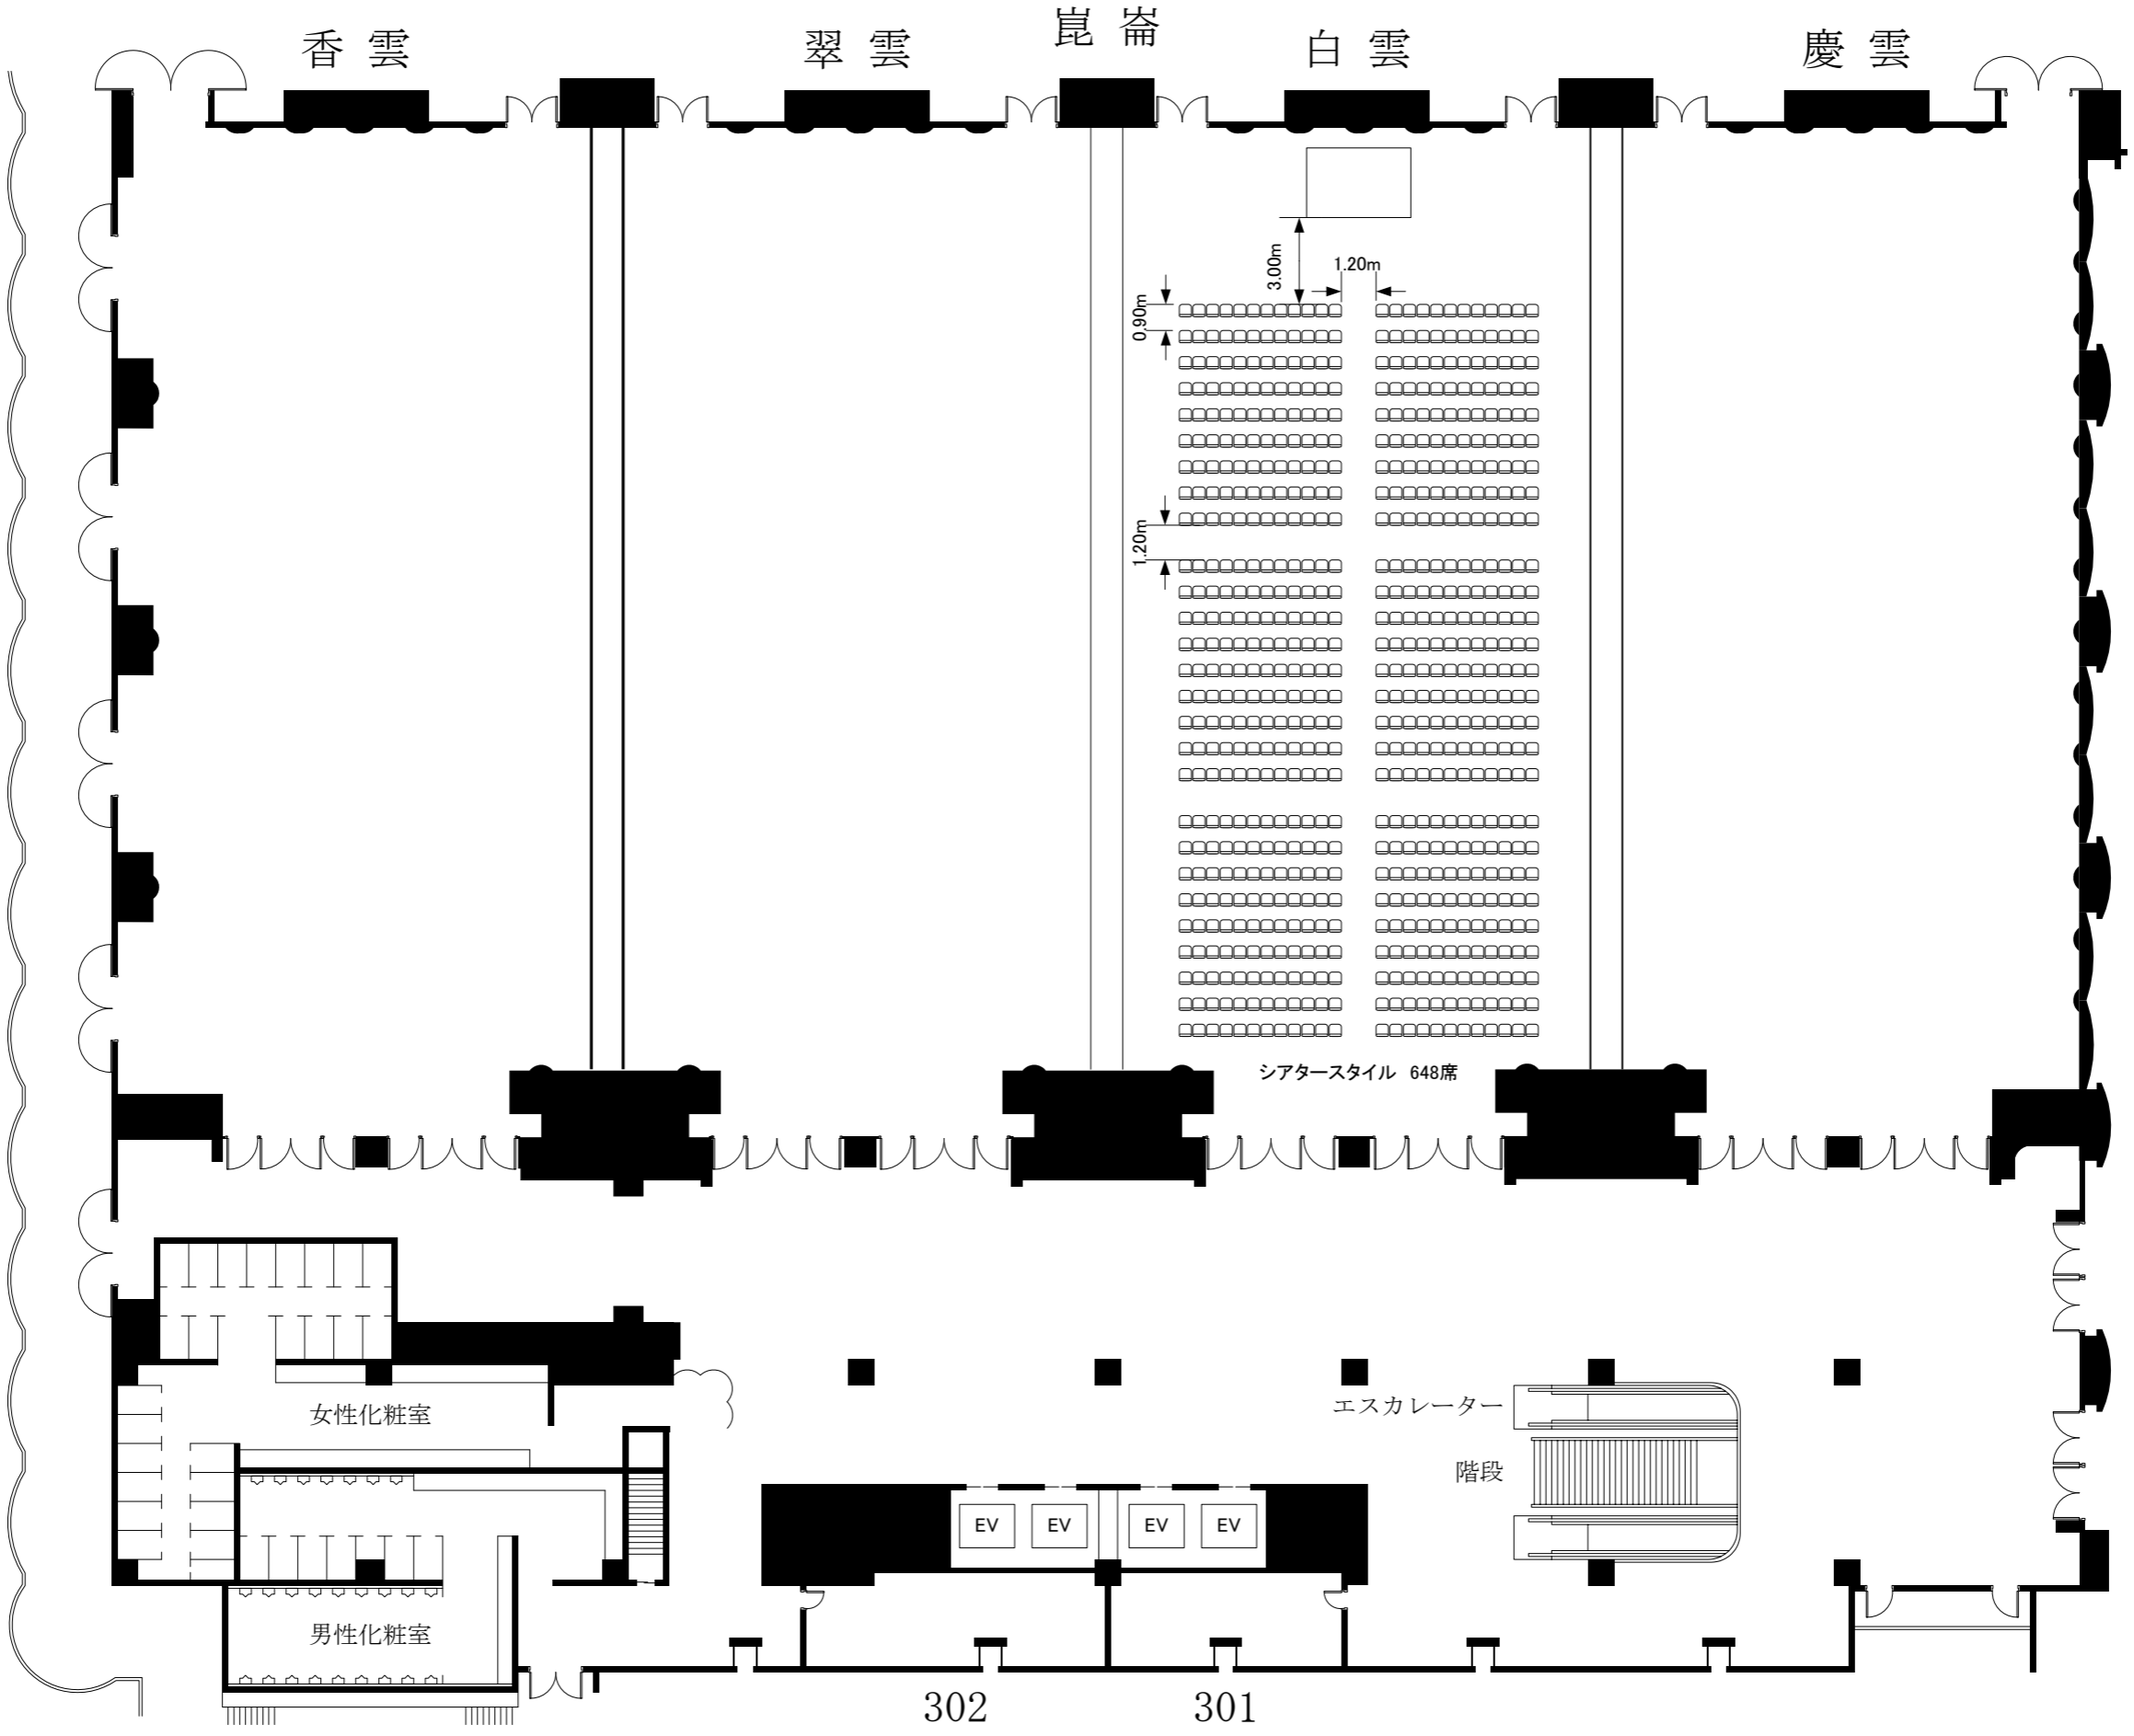 崑 崙
香 雲
翠 雲
白 雲
慶 雲
3.00m
1.20m
0.90m
1.20m
シアタースタイル 648席
エスカレーター
女性化粧室
階段
EV
EV
EV
EV
男性化粧室
302
301